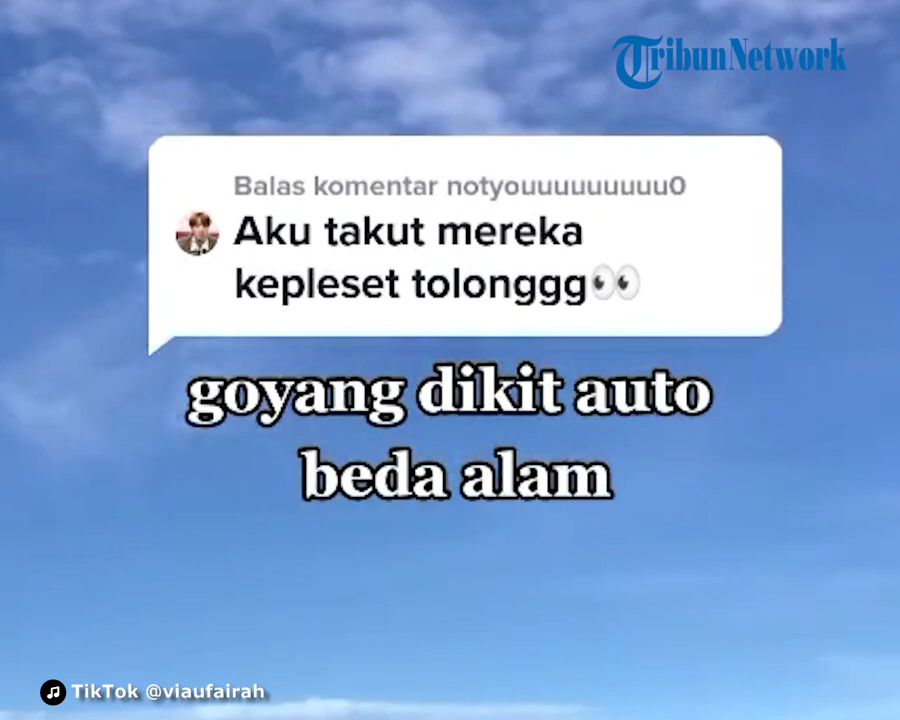 TribunNetwork
Balas komentar notyouuuuuuuuu0
Aku takut mereka
kepleset tolonggg👀
goyang dikit auto
beda alam
TikTok @viaufairah